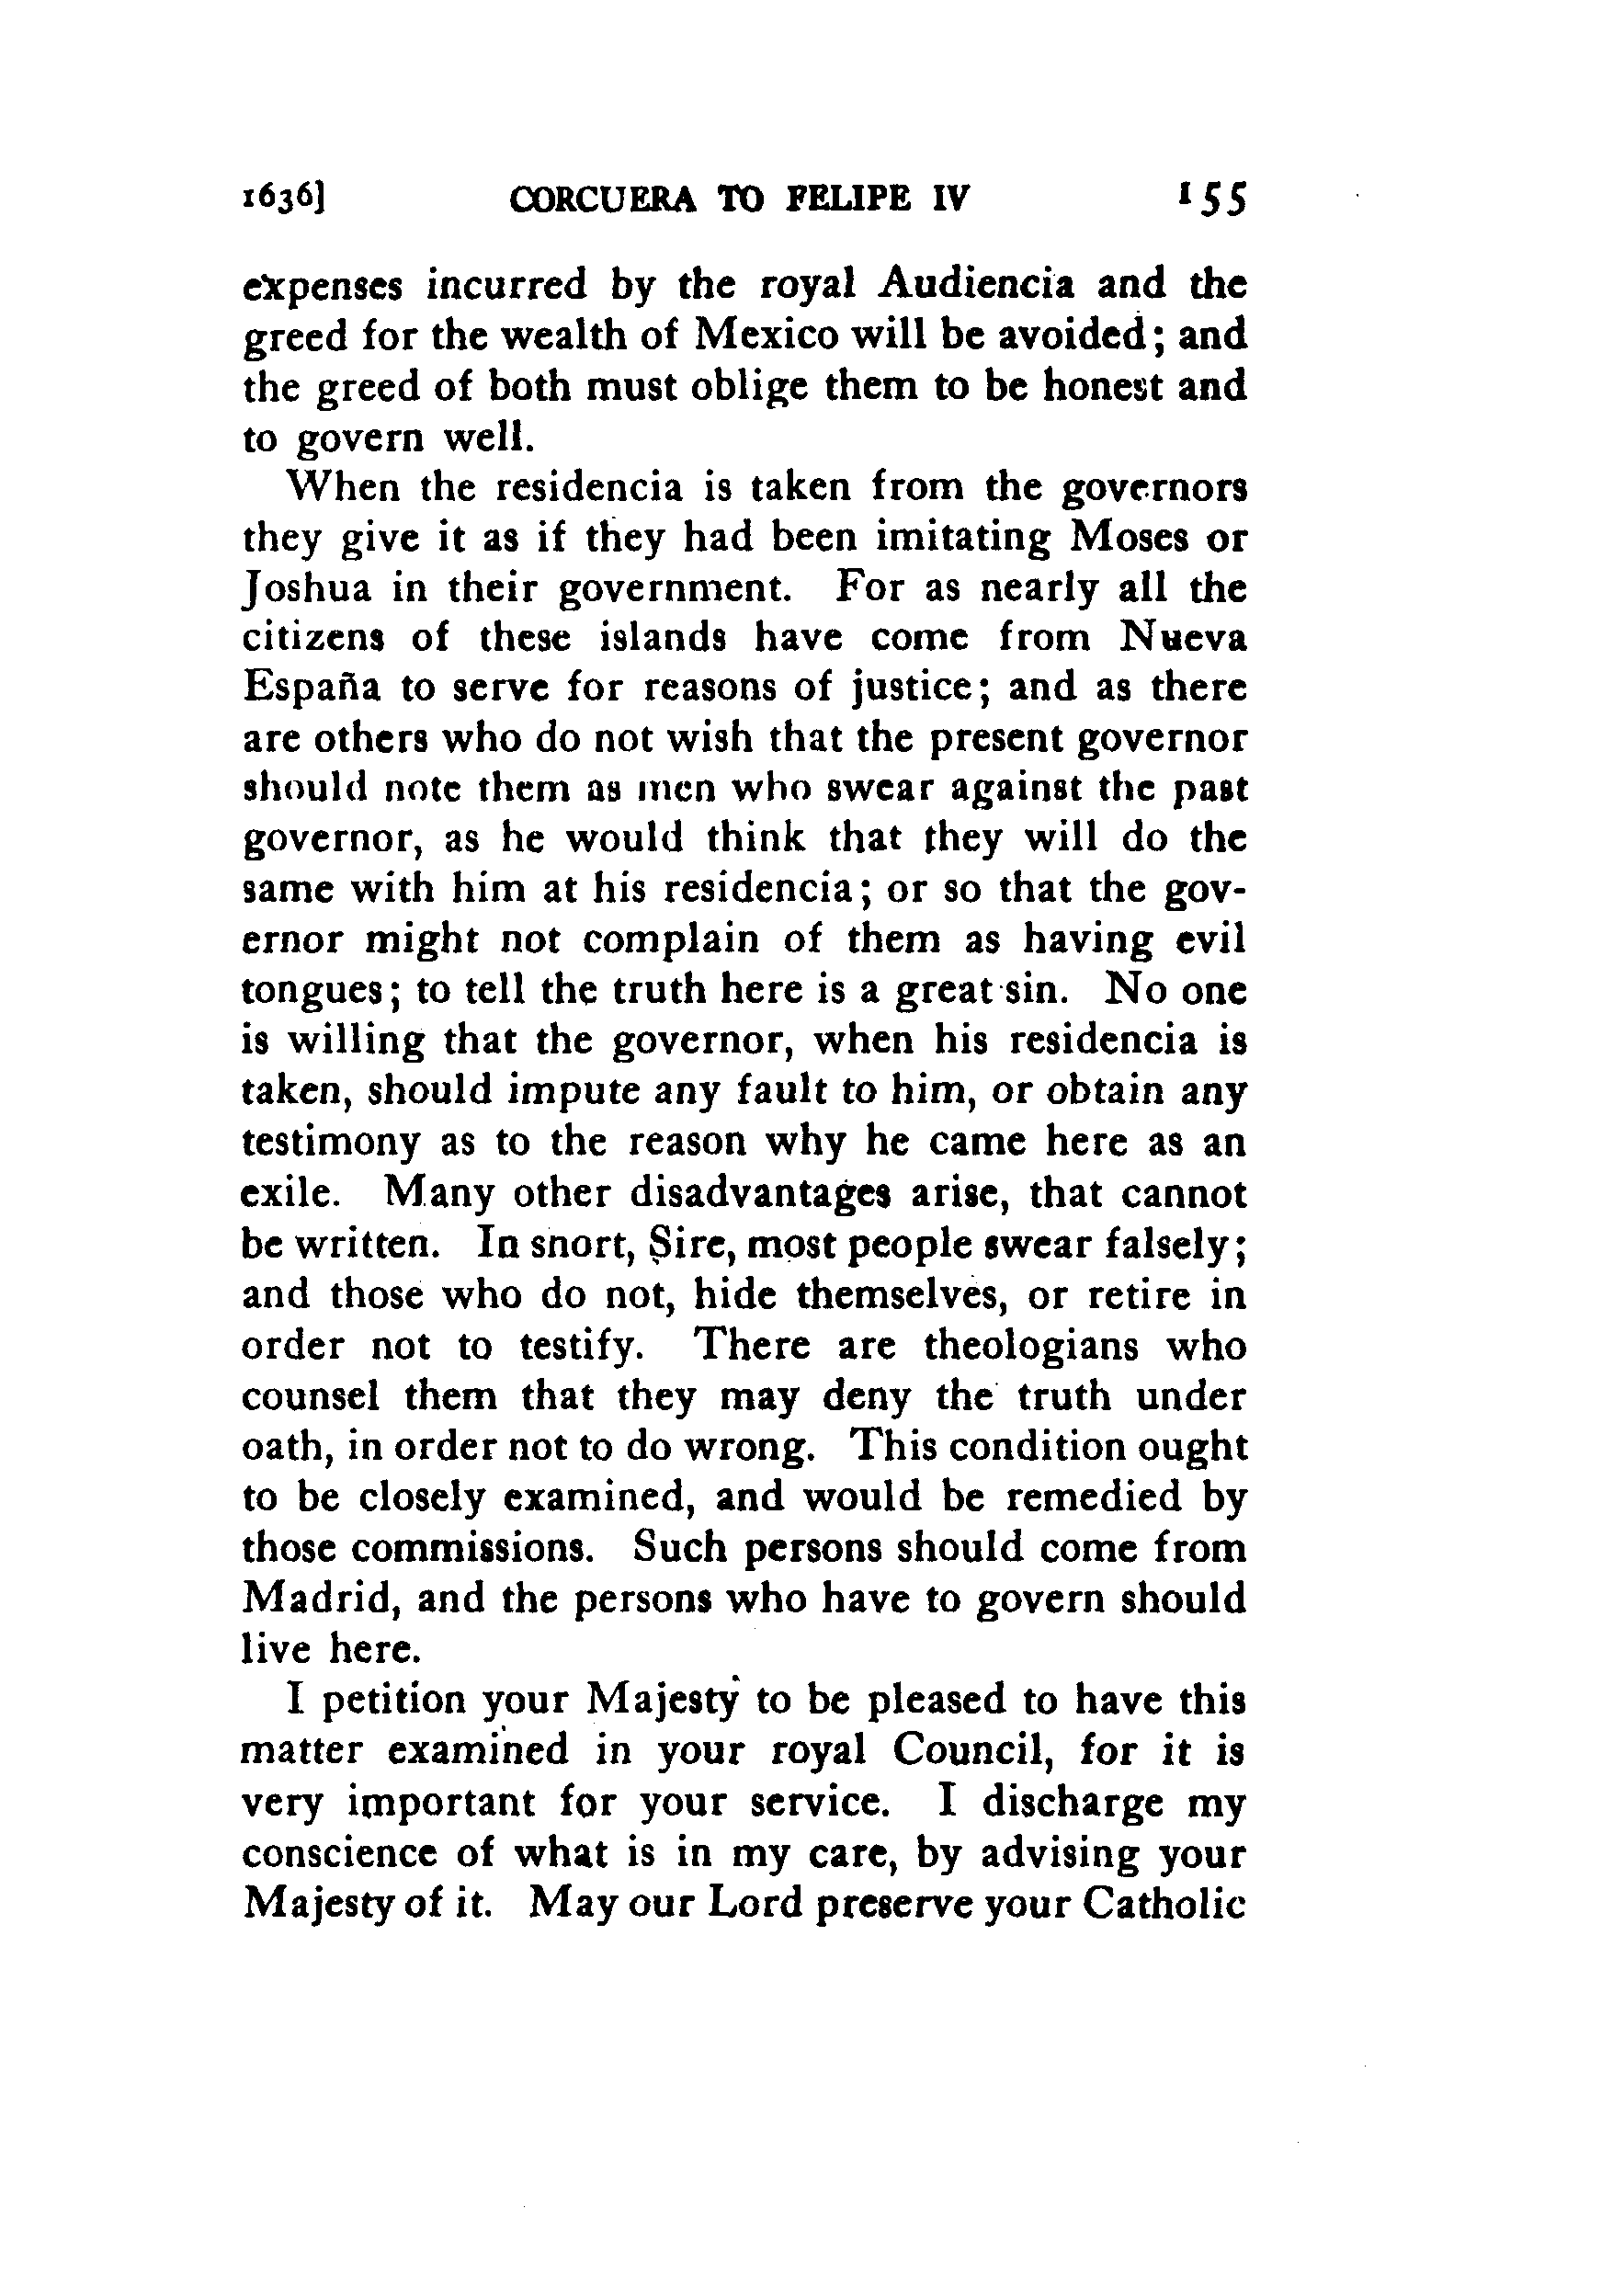 1636] CORCUERA TO FELIPE IV 155
expenses incurred by the royal Audiencia and the
greed for the wealth of Mexico will be avoided; and
the greed of both must oblige them to be honest and
to govern well.
When the residencia is taken from the governors
they give it as if they had been imitating Moses or
Joshua in their government. For as nearly all the
citizens of these islands have come from Nueva
España to serve for reasons of justice; and as there
are others who do not wish that the present governor
should note them as men who swear against the past
governor, as he would think that they will do the
same with him at his residencia; or so that the gov-
ernor might not complain of them as having evil
tongues; to tell the truth here is a great sin. No one
is willing that the governor, when his residencia is
taken, should impute any fault to him, or obtain any
testimony as to the reason why he came here as an
exile. Many other disadvantages arise, that cannot
be written. In snort, Sire, most people swear falsely;
and those who do not, hide themselves, or retire in
order not to testify. There are theologians who
counsel them that they may deny the truth under
oath, in order not to do wrong. This condition ought
to be closely examined, and would be remedied by
those commissions. Such persons should come from
Madrid, and the persons who have to govern should
live here.
I petition your Majesty to be pleased to have this
matter examined in your royal Council, for it is
very important for your service. I discharge my
conscience of what is in my care, by advising your
Majesty of it. May our Lord preserve your Catholic